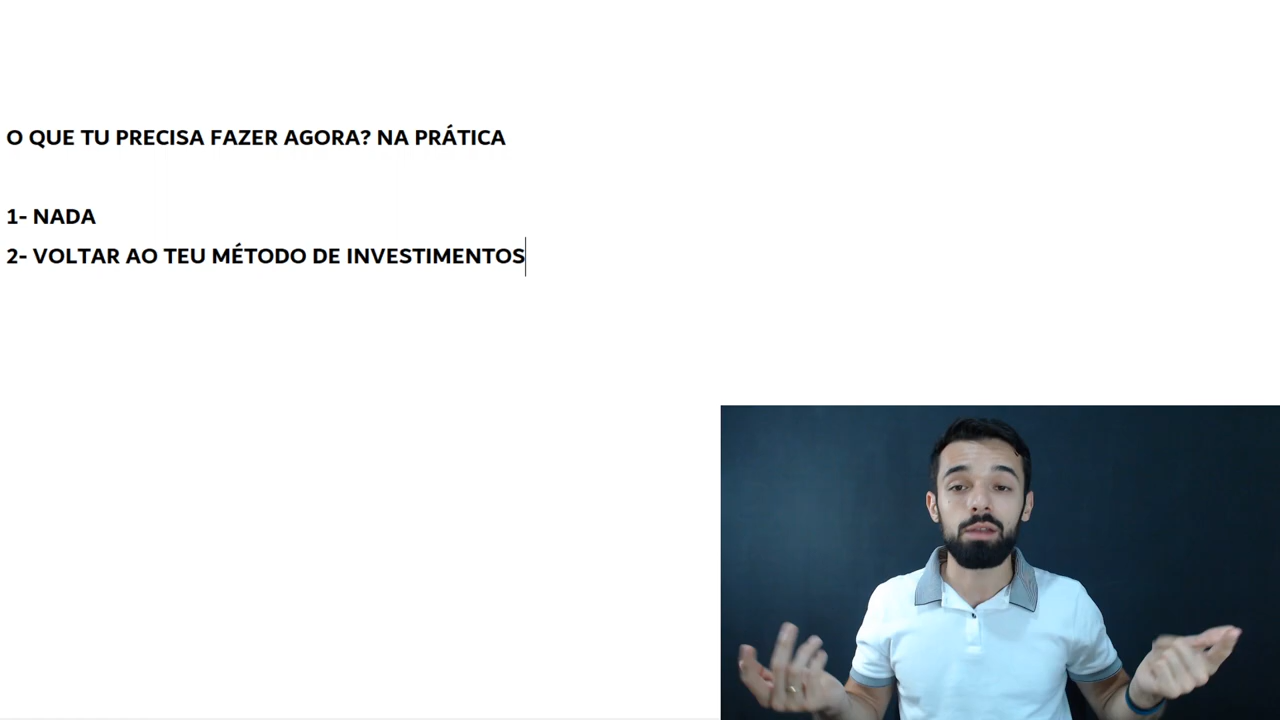 O QUE TU PRECISA FAZER AGORA? NA PRÁTICA
1- NADA
2- VOLTAR AO TEU MÉTODO DE INVESTIMENTOS